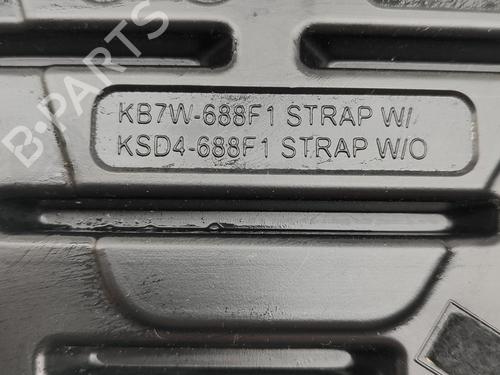 B-PARTS
KB7W-688F1 STRAP W/
KSD4-688F1 STRAP W/O